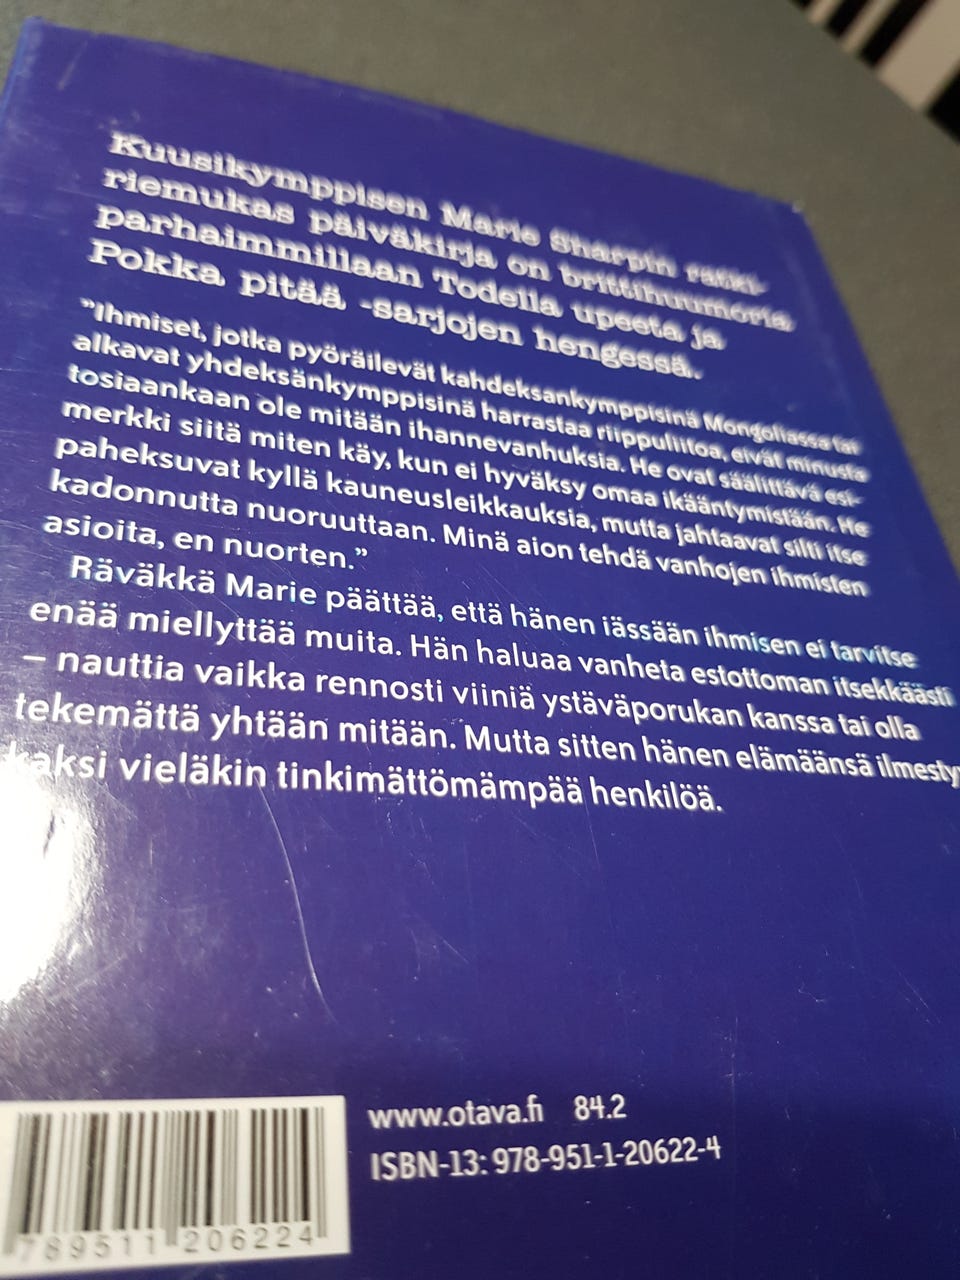 Kuusikymppisen Marie Sharpin ratki-
riemukas päiväkirja on brittihuumoria
parhaimmillaan Todella upeeta ja
Pokka pitää -sarjojen hengessä.
”Ihmiset, jotka pyöräilevät kahdeksankymppisinä Mongoliassa tai
alkavat yhdeksänkymppisinä harrastaa riippuliitoa, eivät minusta
tosiaankaan ole mitään ihannevanhuksia. He ovat säälittävä esi-
merkki siitä miten käy, kun ei hyväksy omaa ikääntymistään. He
paheksuvat kyllä kauneusleikkauksia, mutta jahtaavat silti itse
kadonnutta nuoruuttaan. Minä aion tehdä vanhojen ihmisten
asioita, en nuorten.”
Räväkkä Marie päättää, että hänen iässään ihmisen ei tarvitse
enää miellyttää muita. Hän haluaa vanheta estottoman itsekkäästi
– nauttia vaikka rennosti viiniä ystäväporukan kanssa tai olla
tekemättä yhtään mitään. Mutta sitten hänen elämäänsä ilmesty
kaksi vieläkin tinkimättömämpää henkilöä.
www.otava.fi 84.2
ISBN-13: 978-951-1-20622-4
789511 206224